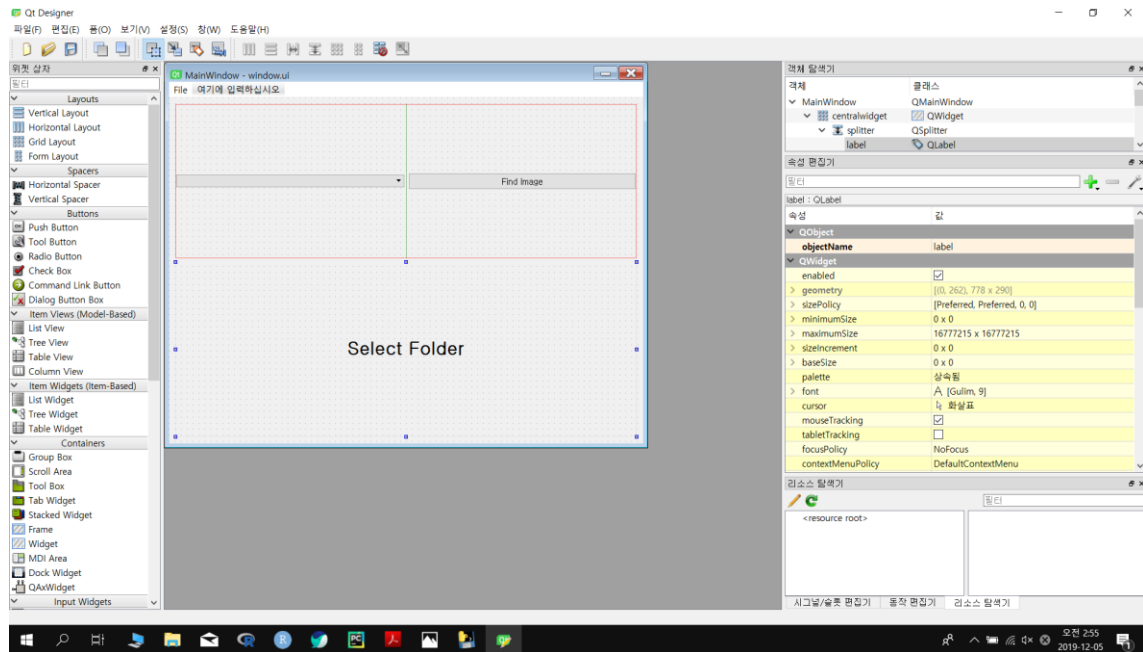 Qt Designer
파일(F) 편집(E) 폼(O) 보기(V) 설정(S) 창(W) 도움말(H)
위젯 상자
필터
Layouts
Vertical Layout
Horizontal Layout
Grid Layout
Form Layout
Spacers
Horizontal Spacer
Vertical Spacer
Buttons
Push Button
Tool Button
Radio Button
Check Box
Command Link Button
Dialog Button Box
Item Views (Model-Based)
List View
Tree View
Table View
Column View
Item Widgets (Item-Based)
List Widget
Tree Widget
Table Widget
Containers
Group Box
Scroll Area
Tool Box
Tab Widget
Stacked Widget
Frame
Widget
MDI Area
Dock Widget
QAxWidget
Input Widgets
MainWindow - window.ui
File 여기에 입력하십시오
Find Image
Select Folder
객체 탐색기
객체 클래스
MainWindow QMainWindow
centralwidget QWidget
splitter QSplitter
label QLabel
속성 편집기
필터
label : QLabel
속성 값
QObject
objectName label
QWidget
enabled
geometry [(0, 262), 778 x 290]
sizePolicy [Preferred, Preferred, 0, 0]
minimumSize 0 x 0
maximumSize 16777215 x 16777215
sizeIncrement 0 x 0
baseSize 0 x 0
palette 상속됨
font A [Gulim, 9]
cursor 화살표
mouseTracking
tabletTracking
focusPolicy NoFocus
contextMenuPolicy DefaultContextMenu
리소스 탐색기
필터
<resource root>
시그널/슬롯 편집기 동작 편집기 리소스 탐색기
오전 2:55
2019-12-05